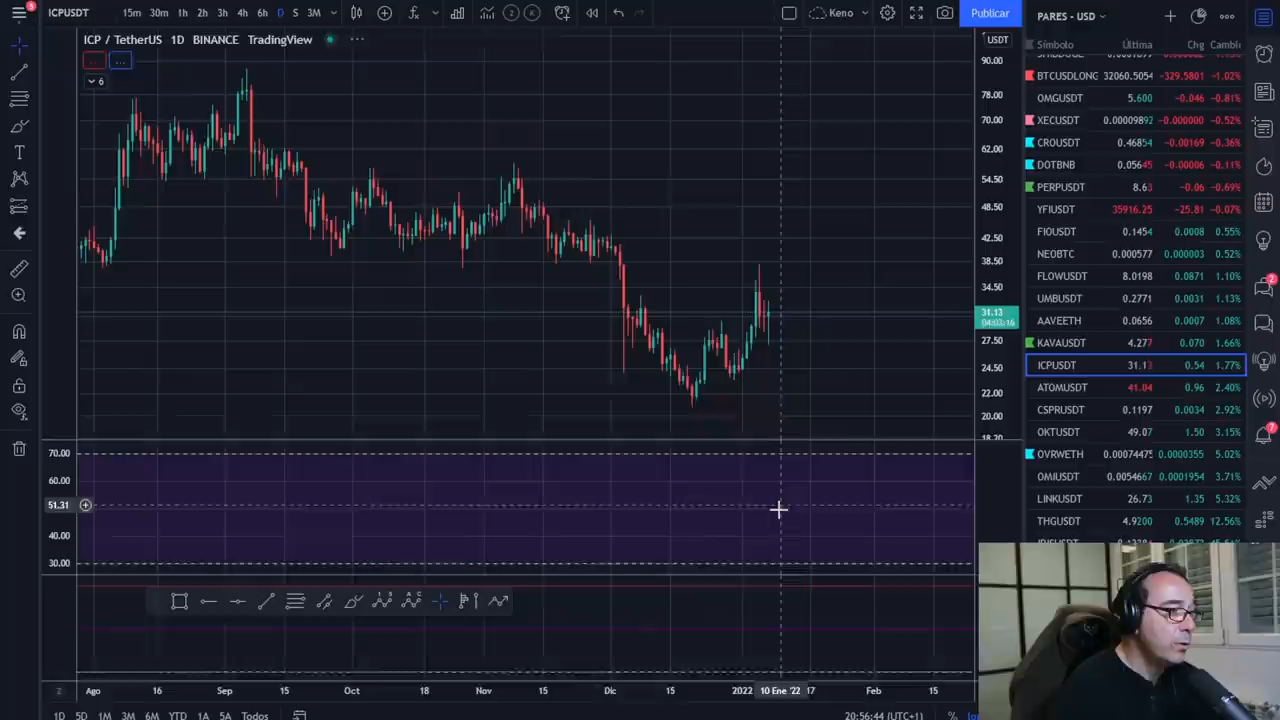 3
ICPUSDT
15m 30m 1h 2h 3h 4h 6h D S 3M
2 K
Keno
Publicar
PARES - USD
ICP / TetherUS 1D BINANCE TradingView
USDT
6
90.00
78.00
70.00
62.00
54.50
48.50
42.50
38.50
34.50
31.13
27.50
24.50
22.00
20.00
18.20
70.00
60.00
51.31
40.00
30.00
Ago 16 Sep 15 Oct 18 Nov 15 Dic 15 2022 10 Ene '22 17 Feb 15
Z
1D 5D 1M 3M 6M YTD 1A 5A Todos
20:56:44 (UTC+1) %
Símbolo Última Chg Cambi
BTCUSDLONG 32060.5054 -329.5801 -1.02%
OMGUSDT 5.600 -0.046 -0.81%
XECUSDT 0.00009892 -0.000000 -0.52%
CROUSDT 0.46854 -0.00169 -0.36%
DOTBNB 0.05645 -0.00006 -0.11%
PERPUSDT 8.63 -0.06 -0.69%
YFIUSDT 35916.25 -25.81 -0.07%
FIOUSDT 0.1454 0.0008 0.55%
NEOBTC 0.000577 0.000003 0.52%
FLOWUSDT 8.0198 0.0871 1.10%
UMBUSDT 0.2771 0.0031 1.13%
AAVEETH 0.0656 0.0007 1.08%
KAVAUSDT 4.277 0.070 1.66%
ICPUSDT 31.13 0.54 1.77%
ATOMUSDT 41.04 0.96 2.40%
CSPRUSDT 0.1197 0.0034 2.92%
OKTUSDT 49.07 1.50 3.15%
OVRWETH 0.00074475 0.0000355 5.02%
OMIUSDT 0.0054667 0.0001954 3.71%
LINKUSDT 26.73 1.35 5.32%
THGUSDT 4.9200 0.5489 12.56%
2
7